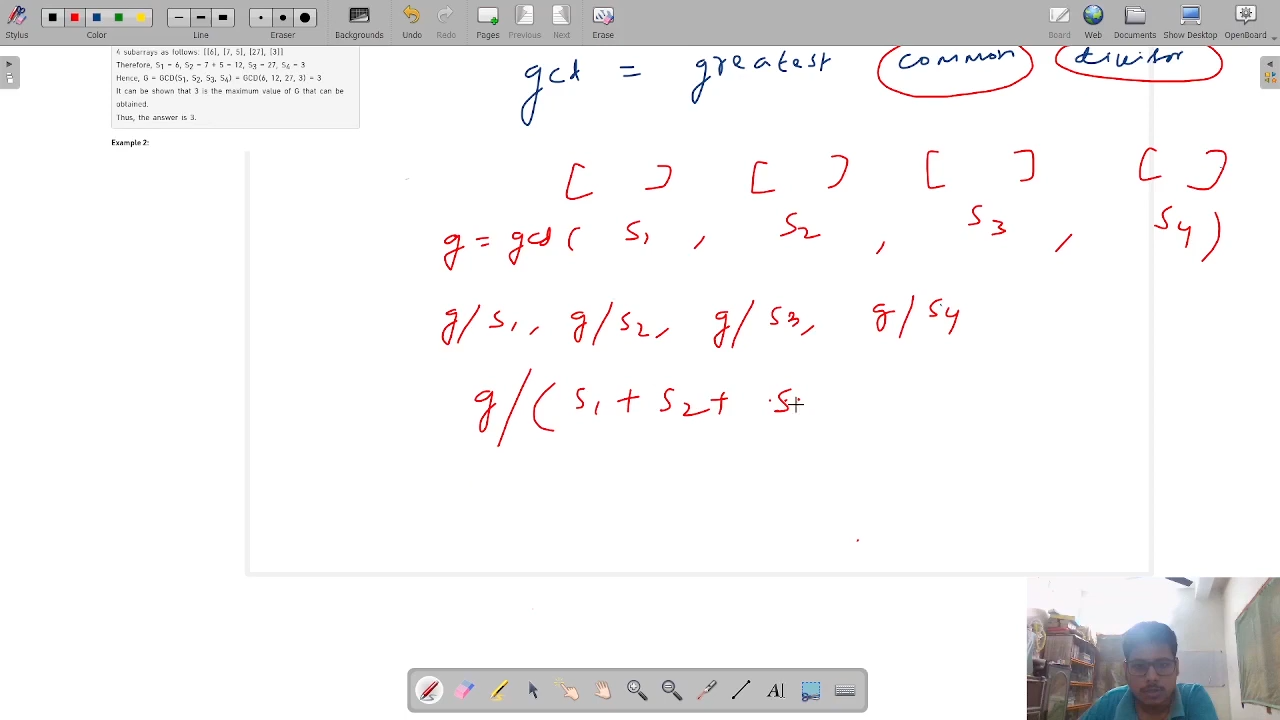 Stylus
Color
Line
Eraser
Backgrounds
Undo
Redo
Pages
Previous
Next
Erase
Board
Web
Documents
Show Desktop
OpenBoard
4 subarrays as follows: [[6], [7, 5], [27], [3]]
Therefore, S₁ = 6, S₂ = 7 + 5 = 12, S₃ = 27, S₄ = 3
Hence, G = GCD(S₁, S₂, S₃, S₄) = GCD(6, 12, 27, 3) = 3
It can be shown that 3 is the maximum value of G that can be
obtained.
Thus, the answer is 3.
Example 2:
gcd = greatest common divisor
[ ] [ ] [ ] [ ]
g = gcd( S₁ , S₂ , S₃ , S₄ )
g/S₁, g/S₂, g/S₃, g/S₄
g/( S₁ + S₂ + S
AI